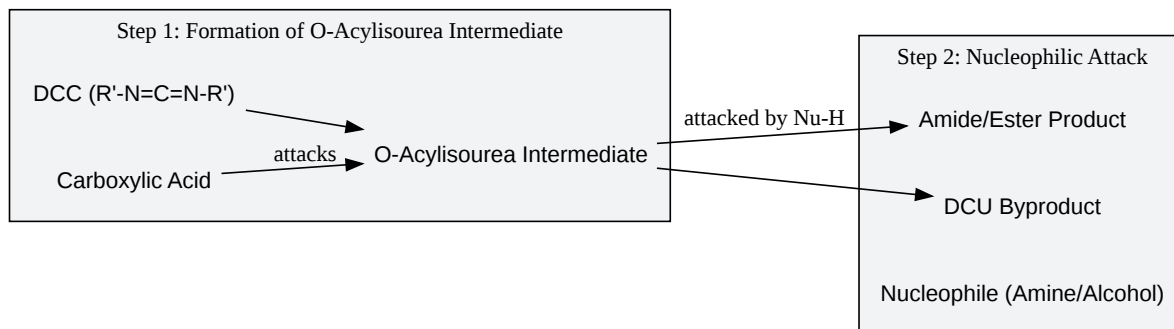 Step 1: Formation of O-Acylisourea Intermediate
DCC (R'-N=C=N-R')
Carboxylic Acid
attacks
O-Acylisourea Intermediate
attacked by Nu-H
Step 2: Nucleophilic Attack
Amide/Ester Product
DCU Byproduct
Nucleophile (Amine/Alcohol)